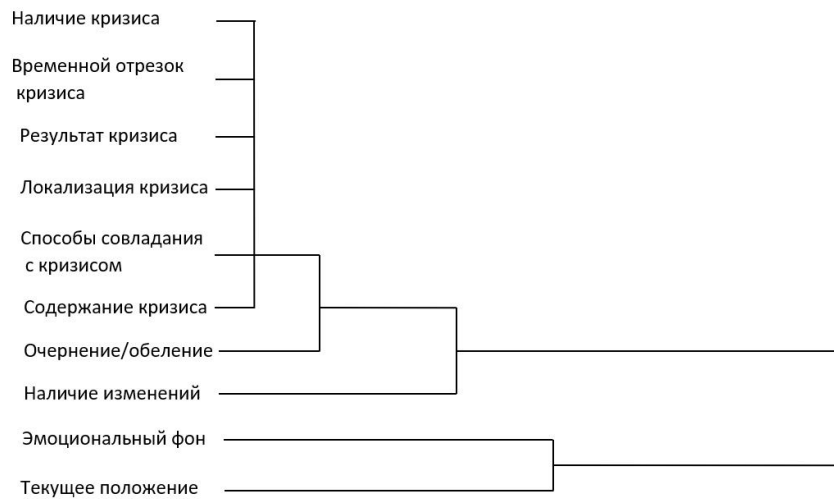 Наличие кризиса
Временной отрезок
кризиса
Результат кризиса
Локализация кризиса
Способы совладания
с кризисом
Содержание кризиса
Очернение/обеление
Наличие изменений
Эмоциональный фон
Текущее положение